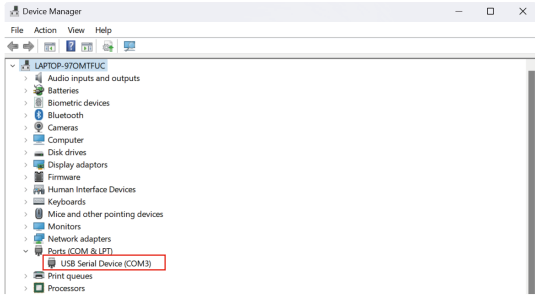 Device Manager
File Action View Help
LAPTOP-97OMTFUC
Audio inputs and outputs
Batteries
Biometric devices
Bluetooth
Cameras
Computer
Disk drives
Display adaptors
Firmware
Human Interface Devices
Keyboards
Mice and other pointing devices
Monitors
Network adapters
Ports (COM & LPT)
USB Serial Device (COM3)
Print queues
Processors